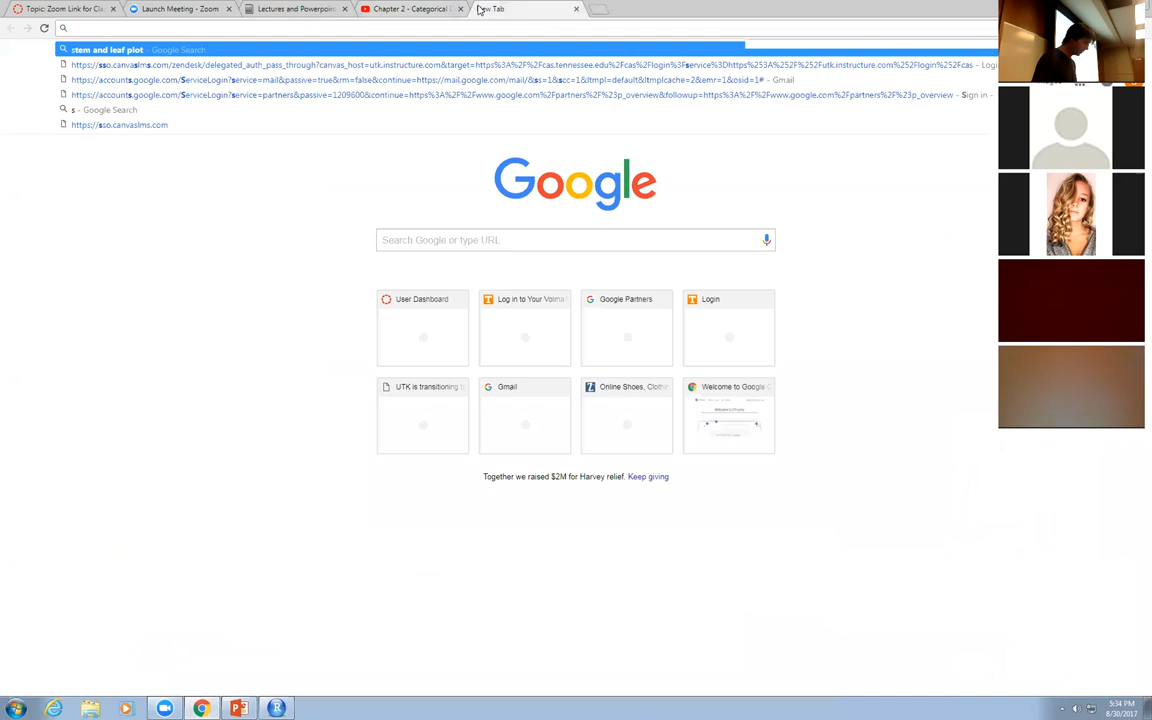 Topic: Zoom Link for Cl
Launch Meeting - Zoom
Lectures and Powerpoin
Chapter 2 - Categorical
Tab
stem and leaf plot - Google Search
https://sso.canvaslms.com/zendesk/delegated_auth_pass_through?canvas_host=utk.instructure.com&target=https%3A%2F%2Fcas.tennessee.edu%2Fcas%2Flogin%3Fservice%3Dhttps%253A%252F%252Futk.instructure.com%252Flogin%252Fcas - Logi
https://accounts.google.com/ServiceLogin?service=mail&passive=true&rm=false&continue=https://mail.google.com/mail/&ss=1&scc=1&ltmpl=default&ltmplcache=2&emr=1&osid=1# - Gmail
https://accounts.google.com/ServiceLogin?service=partners&passive=1209600&continue=https%3A%2F%2Fwww.google.com%2Fpartners%2F%23p_overview&followup=https%3A%2F%2Fwww.google.com%2Fpartners%2F%23p_overview - Sign in -
s - Google Search
https://sso.canvaslms.com
Google
Search Google or type URL
User Dashboard
Log in to Your Volma
Google Partners
Login
UTK is transitioning t
Gmail
Online Shoes, Clothin
Welcome to Google C
Together we raised $2M for Harvey relief. Keep giving
5:34 PM
8/30/2017